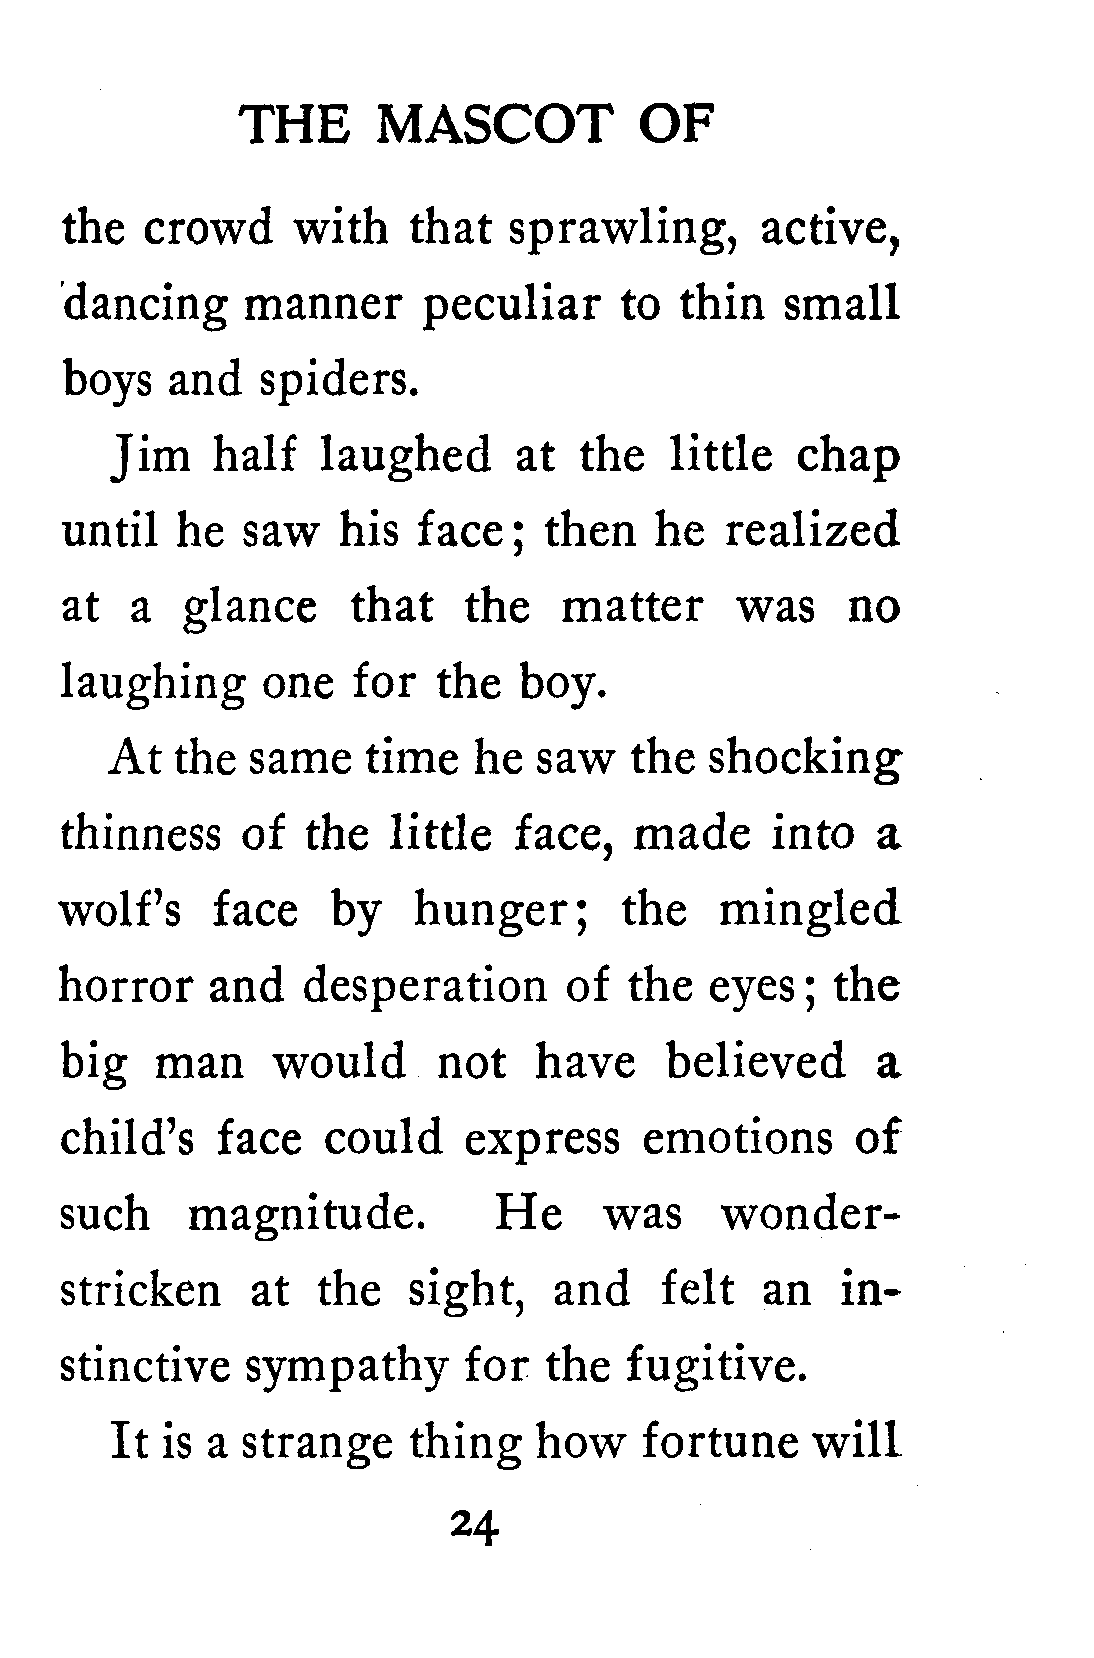 THE MASCOT OF
the crowd with that sprawling, active,
dancing manner peculiar to thin small
boys and spiders.
Jim half laughed at the little chap
until he saw his face; then he realized
at a glance that the matter was no
laughing one for the boy.
At the same time he saw the shocking
thinness of the little face, made into a
wolf's face by hunger; the mingled
horror and desperation of the eyes; the
big man would not have believed a
child's face could express emotions of
such magnitude. He was wonder-
stricken at the sight, and felt an in-
stinctive sympathy for the fugitive.
It is a strange thing how fortune will
24